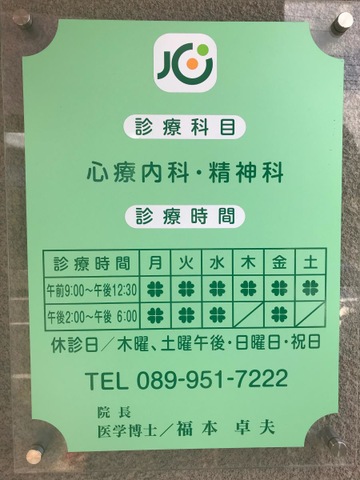 JC
診療科目
心療内科・精神科
診療時間
診療時間 月 火 水 木 金 土
午前9:00~午後12:30
午後2:00~午後 6:00
休診日/木曜、土曜午後・日曜日・祝日
TEL 089-951-7222
院長
医学博士/福本 卓夫